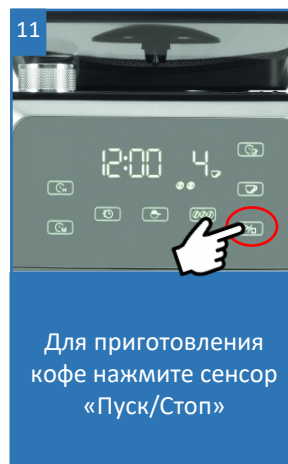 11
12:00 4
Для приготовления
кофе нажмите сенсор
«Пуск/Стоп»